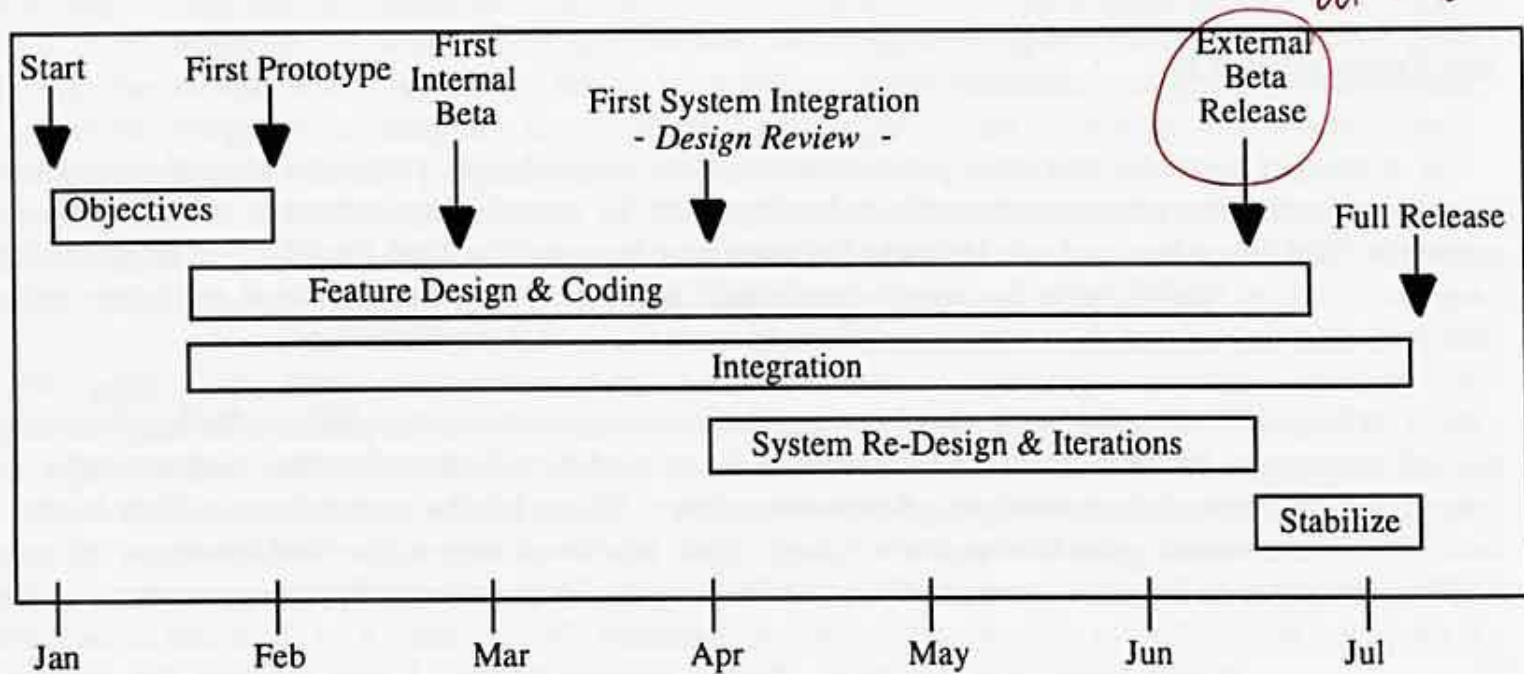 Start
First Prototype
First
Internal
Beta
First System Integration
- Design Review -
External
Beta
Release
Full Release
Objectives
Feature Design & Coding
Integration
System Re-Design & Iterations
Stabilize
Jan Feb Mar Apr May Jun Jul